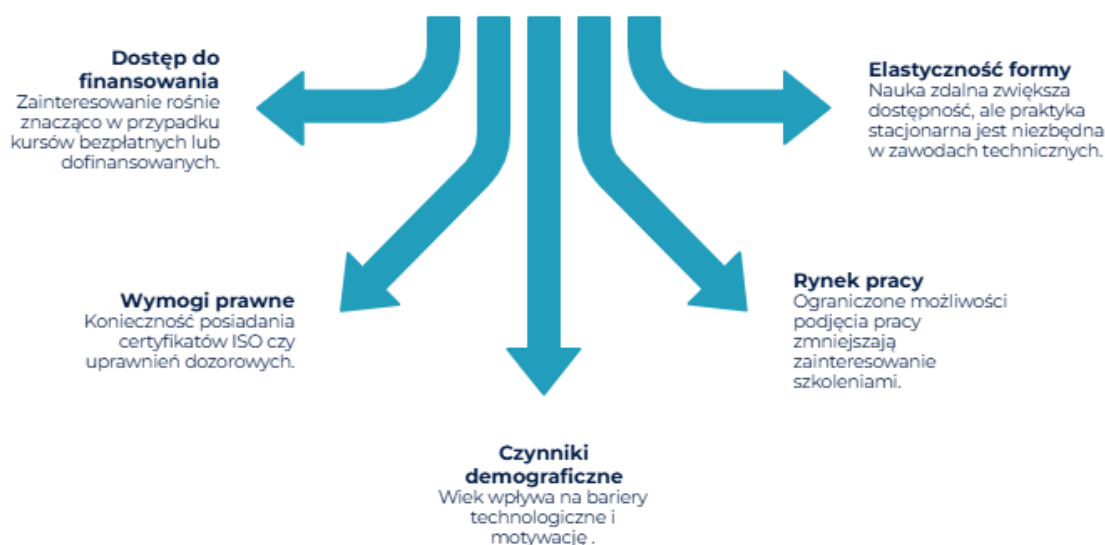 Dostęp do
finansowania
Zainteresowanie rośnie
znacząco w przypadku
kursów bezpłatnych lub
dofinansowanych.
Elastyczność formy
Nauka zdalna zwiększa
dostępność, ale praktyka
stacjonarna jest niezbędna
w zawodach technicznych.
Wymogi prawne
Konieczność posiadania
certyfikatów ISO czy
uprawnień dozorowych.
Rynek pracy
Ograniczone możliwości
podjęcia pracy
zmniejszają
zainteresowanie
szkoleniami.
Czynniki
demograficzne
Wiek wpływa na bariery
technologiczne i
motywację .